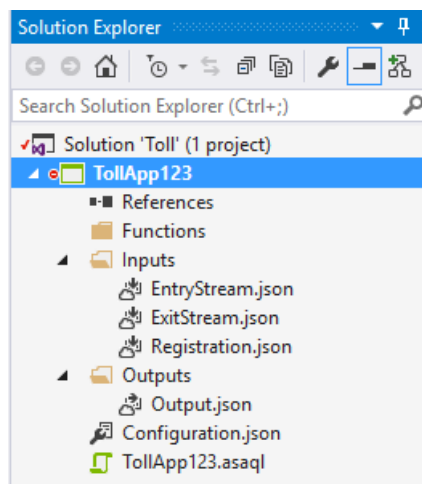 Solution Explorer
Search Solution Explorer (Ctrl+;)
Solution 'Toll' (1 project)
TollApp123
References
Functions
Inputs
EntryStream.json
ExitStream.json
Registration.json
Outputs
Output.json
Configuration.json
TollApp123.asaql